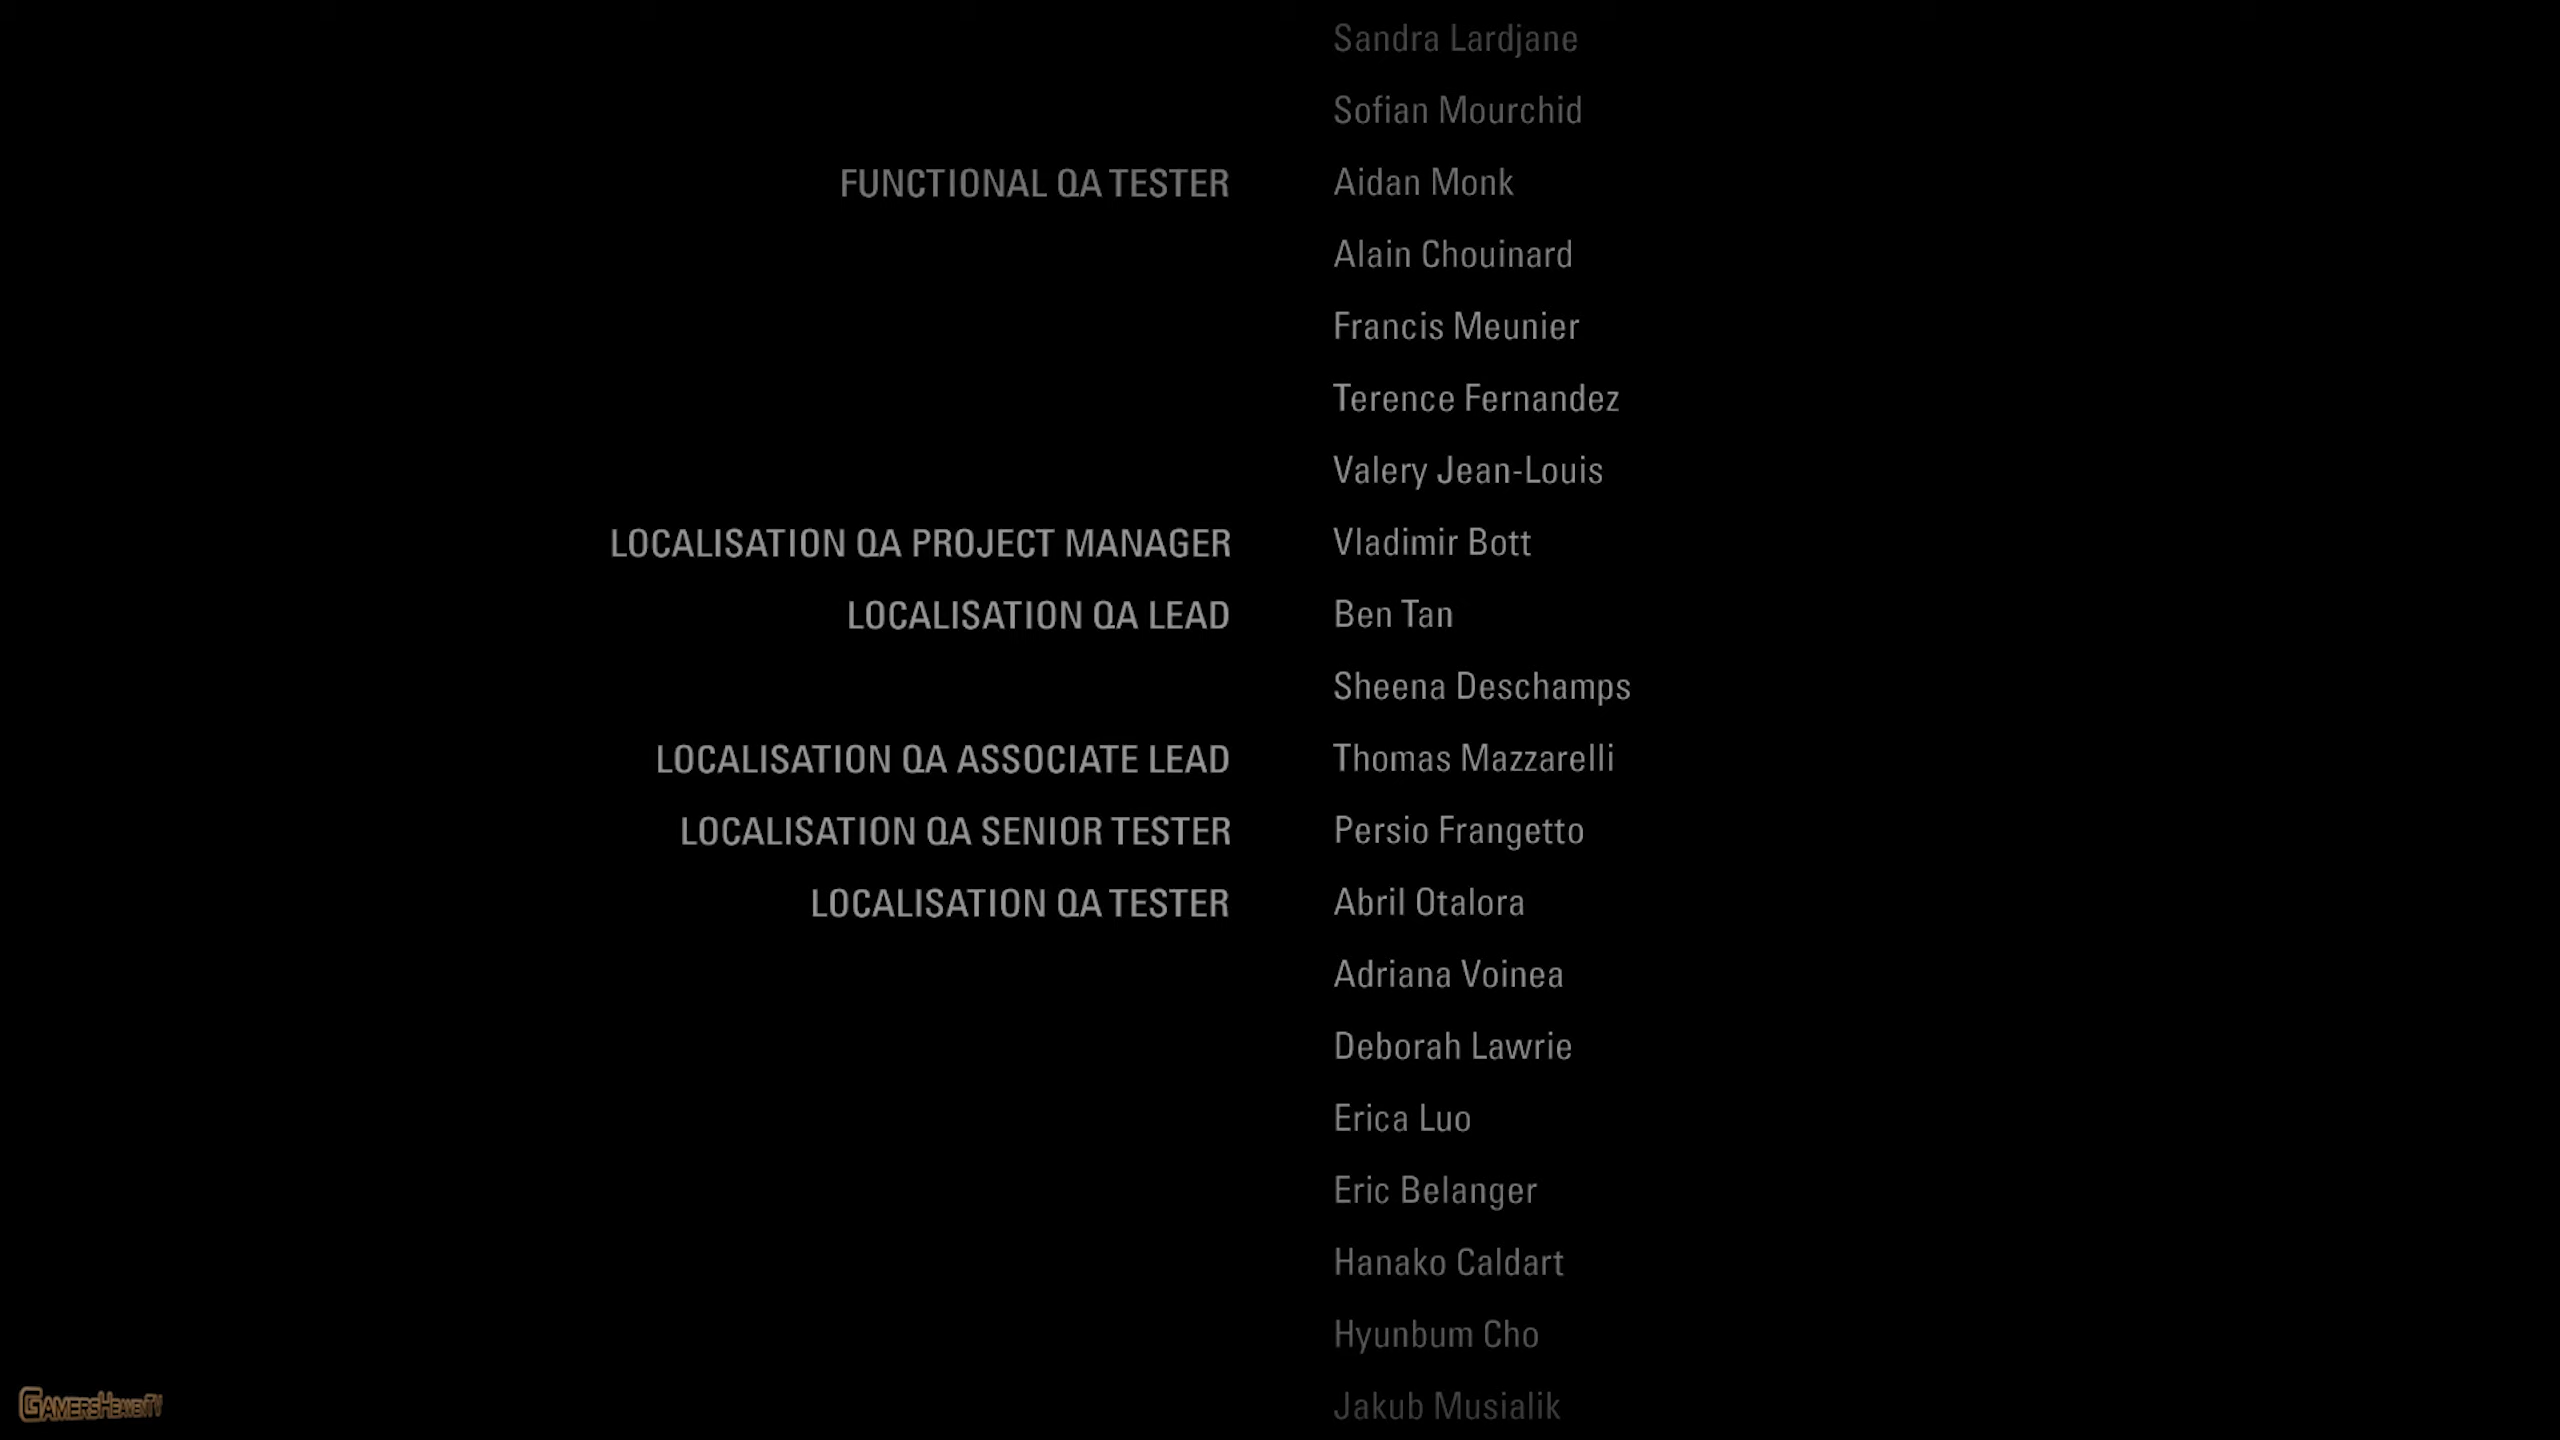 Sandra Lardjane
Sofian Mourchid
FUNCTIONAL QA TESTER Aidan Monk
Alain Chouinard
Francis Meunier
Terence Fernandez
Valery Jean-Louis
LOCALISATION QA PROJECT MANAGER Vladimir Bott
LOCALISATION QA LEAD Ben Tan
Sheena Deschamps
LOCALISATION QA ASSOCIATE LEAD Thomas Mazzarelli
LOCALISATION QA SENIOR TESTER Persio Frangetto
LOCALISATION QA TESTER Abril Otalora
Adriana Voinea
Deborah Lawrie
Erica Luo
Eric Belanger
Hanako Caldart
Hyunbum Cho
Jakub Musialik
GAMERSHEAVENTV